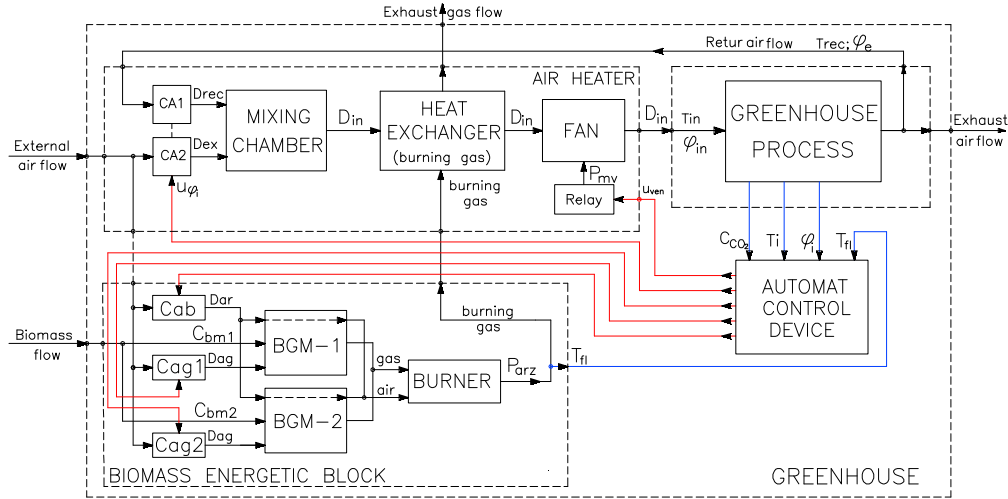 Exhaust
gas flow
Retur air flow
Trec; φe
AIR HEATER
CA1
Drec
MIXING
CHAMBER
Din
HEAT
EXCHANGER
(burning gas)
Din
FAN
Din
Tin
φin
GREENHOUSE
PROCESS
Exhaust
air flow
External
air flow
CA2
Dex
uφi
burning
gas
Pmv
Relay
uven
CCO2
Ti
φi
Tfl
AUTOMAT
CONTROL
DEVICE
Biomass
flow
Cab
Dar
Cbm1
BGM-1
Cag1
Dag
burning
gas
gas
air
BURNER
Parz
Tfl
Cbm2
BGM-2
Cag2
Dag
BIOMASS ENERGETIC BLOCK
GREENHOUSE